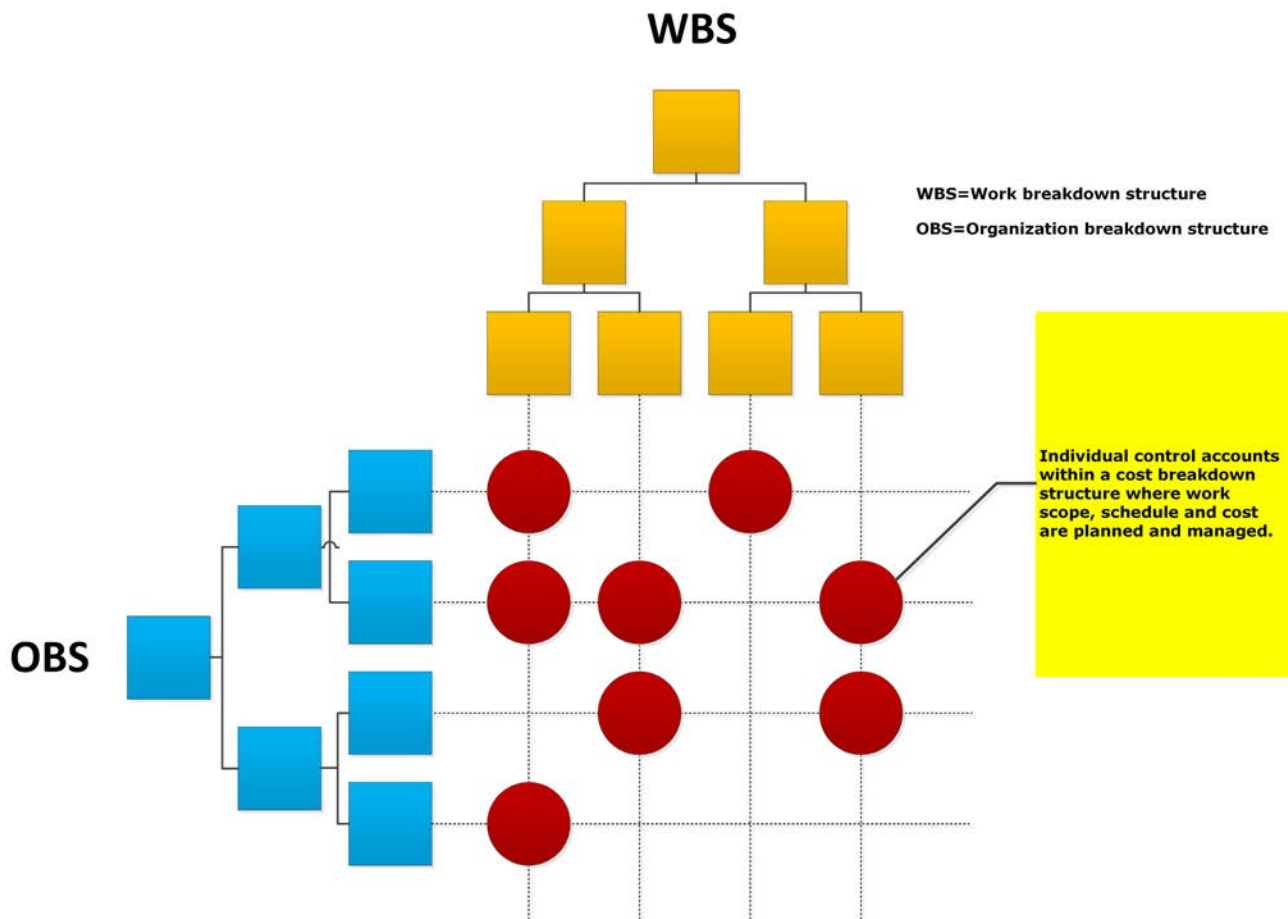 WBS
WBS=Work breakdown structure
OBS=Organization breakdown structure
Individual control accounts
within a cost breakdown
structure where work
scope, schedule and cost
are planned and managed.
OBS